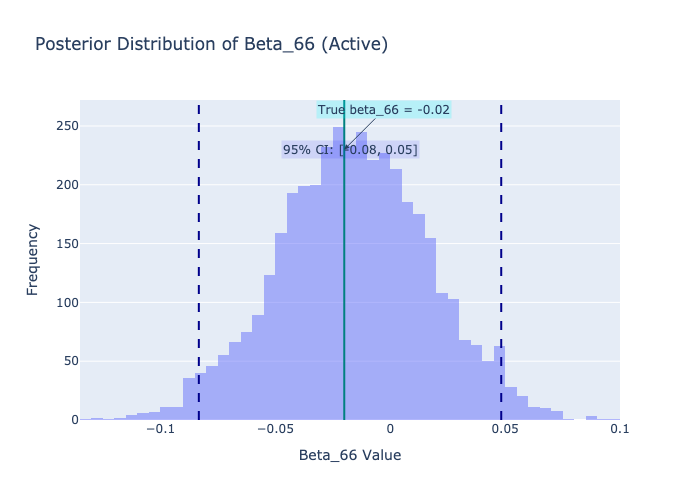 Posterior Distribution of Beta_66 (Active)
True beta_66 = -0.02
95% CI: [-0.08, 0.05]
250
200
150
100
50
0
Frequency
−0.1
−0.05
0
0.05
0.1
Beta_66 Value